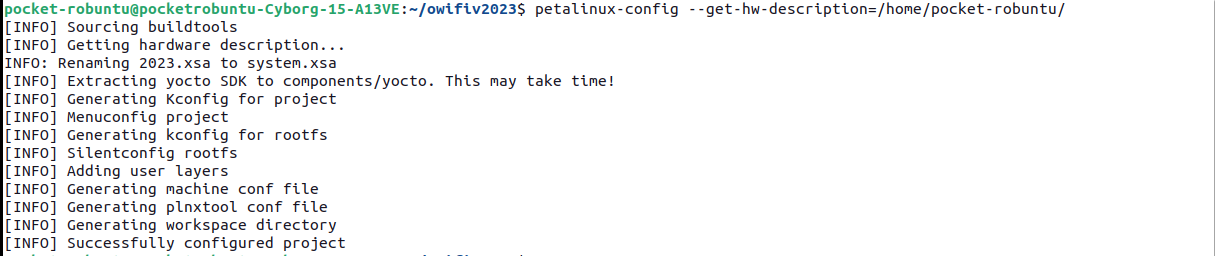 pocket-robuntu@pocketrobuntu-Cyborg-15-A13VE:~/owifiv2023$ petalinux-config --get-hw-description=/home/pocket-robuntu/
[INFO] Sourcing buildtools
[INFO] Getting hardware description...
INFO: Renaming 2023.xsa to system.xsa
[INFO] Extracting yocto SDK to components/yocto. This may take time!
[INFO] Generating Kconfig for project
[INFO] Menuconfig project
[INFO] Generating kconfig for rootfs
[INFO] Silentconfig rootfs
[INFO] Adding user layers
[INFO] Generating machine conf file
[INFO] Generating plnxtool conf file
[INFO] Generating workspace directory
[INFO] Successfully configured project